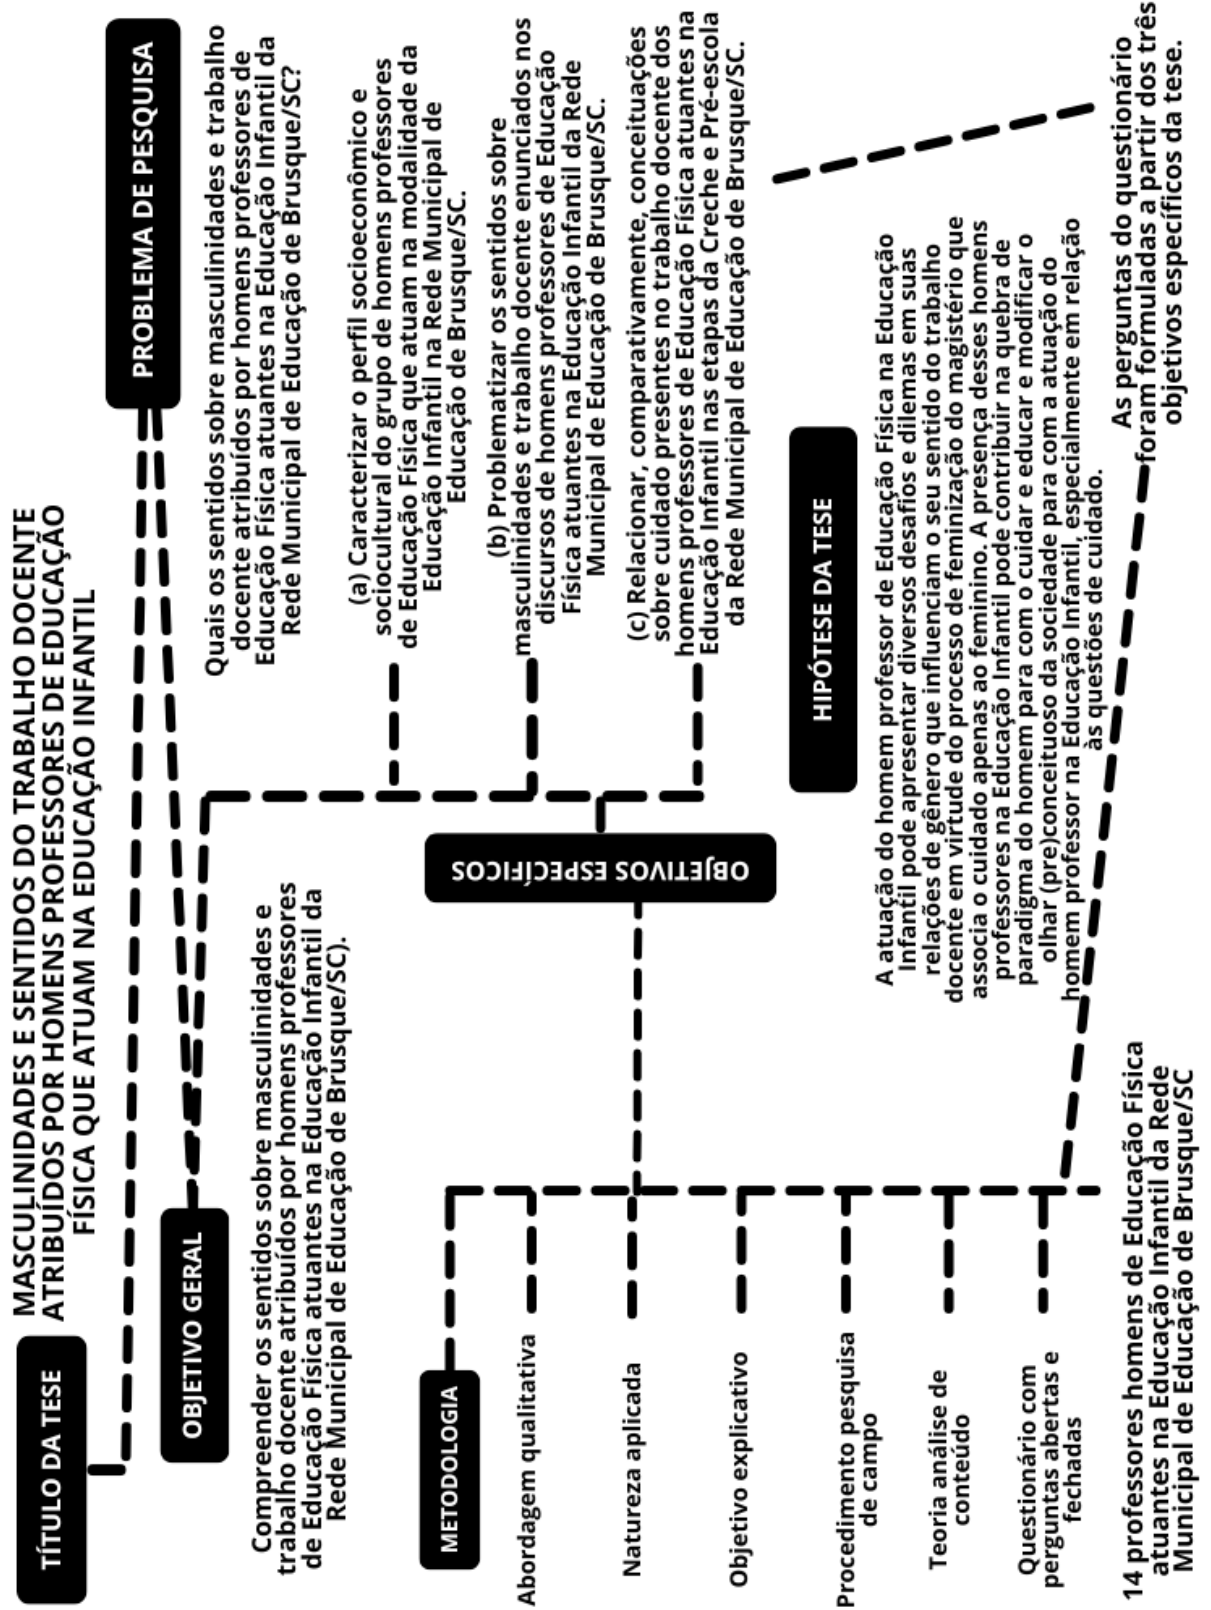 TÍTULO DA TESE
MASCULINIDADES E SENTIDOS DO TRABALHO DOCENTE
ATRIBUÍDOS POR HOMENS PROFESSORES DE EDUCAÇÃO
FÍSICA QUE ATUAM NA EDUCAÇÃO INFANTIL
PROBLEMA DE PESQUISA
Quais os sentidos sobre masculinidades e trabalho
docente atribuídos por homens professores de
Educação Física atuantes na Educação Infantil da
Rede Municipal de Educação de Brusque/SC?
OBJETIVO GERAL
Compreender os sentidos sobre masculinidades e
trabalho docente atribuídos por homens professores
de Educação Física atuantes na Educação Infantil da
Rede Municipal de Educação de Brusque/SC).
OBJETIVOS ESPECÍFICOS
(a) Caracterizar o perfil socioeconômico e
sociocultural do grupo de homens professores
de Educação Física que atuam na modalidade da
Educação Infantil na Rede Municipal de
Educação de Brusque/SC.
(b) Problematizar os sentidos sobre
masculinidades e trabalho docente enunciados nos
discursos de homens professores de Educação
Física atuantes na Educação Infantil da Rede
Municipal de Educação de Brusque/SC.
(c) Relacionar, comparativamente, conceituações
sobre cuidado presentes no trabalho docente dos
homens professores de Educação Física atuantes na
Educação Infantil nas etapas da Creche e Pré-escola
da Rede Municipal de Educação de Brusque/SC.
METODOLOGIA
Abordagem qualitativa
Natureza aplicada
Objetivo explicativo
Procedimento pesquisa
de campo
Teoria análise de
conteúdo
Questionário com
perguntas abertas e
fechadas
14 professores homens de Educação Física
atuantes na Educação Infantil da Rede
Municipal de Educação de Brusque/SC
HIPÓTESE DA TESE
A atuação do homem professor de Educação Física na Educação
Infantil pode apresentar diversos desafios e dilemas em suas
relações de gênero que influenciam o seu sentido do trabalho
docente em virtude do processo de feminização do magistério que
associa o cuidado apenas ao feminino. A presença desses homens
professores na Educação Infantil pode contribuir na quebra de
paradigma do homem para com o cuidar e educar e modificar o
olhar (pre)conceituoso da sociedade para com a atuação do
homem professor na Educação Infantil, especialmente em relação
às questões de cuidado.
As perguntas do questionário
foram formuladas a partir dos três
objetivos específicos da tese.